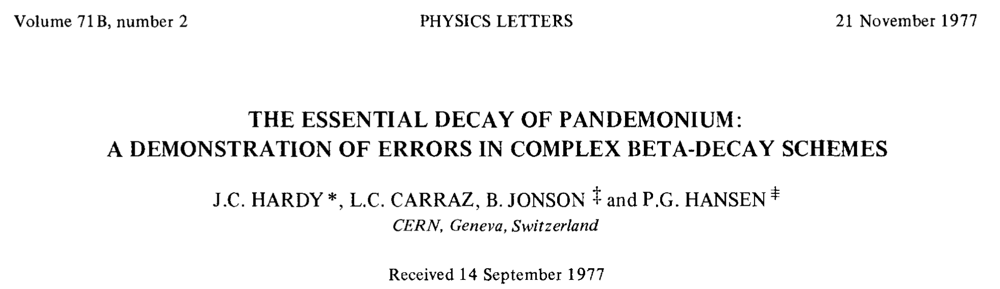 Volume 71B, number 2 PHYSICS LETTERS 21 November 1977
THE ESSENTIAL DECAY OF PANDEMONIUM:
A DEMONSTRATION OF ERRORS IN COMPLEX BETA-DECAY SCHEMES
J.C. HARDY *, L.C. CARRAZ, B. JONSON ‡ and P.G. HANSEN ‡
CERN, Geneva, Switzerland
Received 14 September 1977